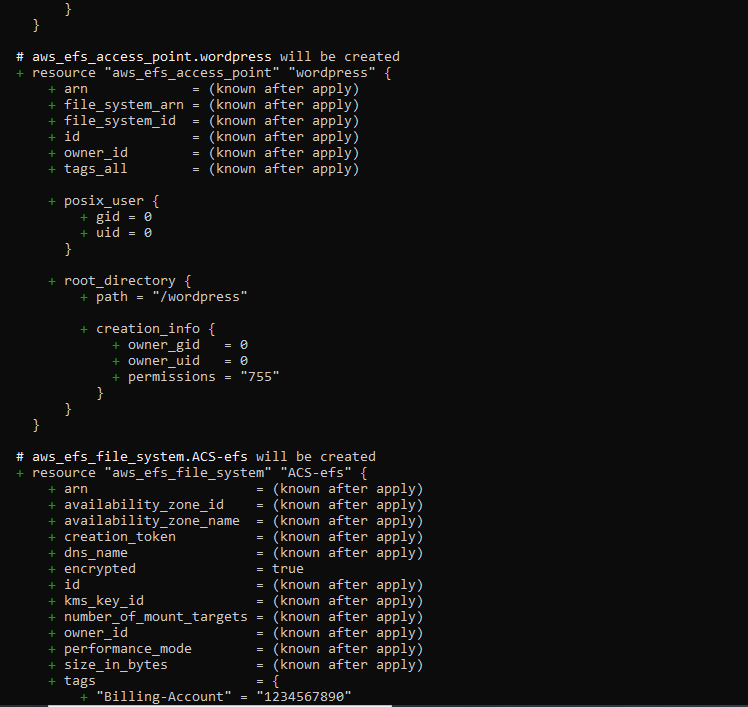 }
    }

  # aws_efs_access_point.wordpress will be created
  + resource "aws_efs_access_point" "wordpress" {
      + arn             = (known after apply)
      + file_system_arn = (known after apply)
      + file_system_id  = (known after apply)
      + id              = (known after apply)
      + owner_id        = (known after apply)
      + tags_all        = (known after apply)

      + posix_user {
          + gid = 0
          + uid = 0
        }

      + root_directory {
          + path = "/wordpress"

          + creation_info {
              + owner_gid   = 0
              + owner_uid   = 0
              + permissions = "755"
            }
        }
    }

  # aws_efs_file_system.ACS-efs will be created
  + resource "aws_efs_file_system" "ACS-efs" {
      + arn                     = (known after apply)
      + availability_zone_id    = (known after apply)
      + availability_zone_name  = (known after apply)
      + creation_token          = (known after apply)
      + dns_name                = (known after apply)
      + encrypted               = true
      + id                      = (known after apply)
      + kms_key_id              = (known after apply)
      + number_of_mount_targets = (known after apply)
      + owner_id                = (known after apply)
      + performance_mode        = (known after apply)
      + size_in_bytes           = (known after apply)
      + tags                    = {
          + "Billing-Account" = "1234567890"